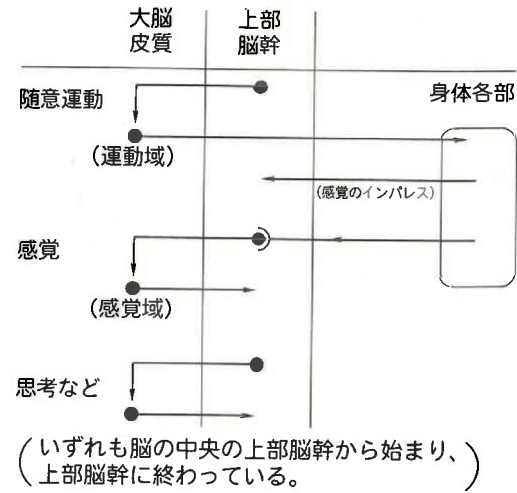 大脳
皮質
上部
脳幹
随意運動
身体各部
(運動域)
(感覚のインパルス)
感覚
(感覚域)
思考など
(いずれも脳の中央の上部脳幹から始まり、
上部脳幹に終わっている。)